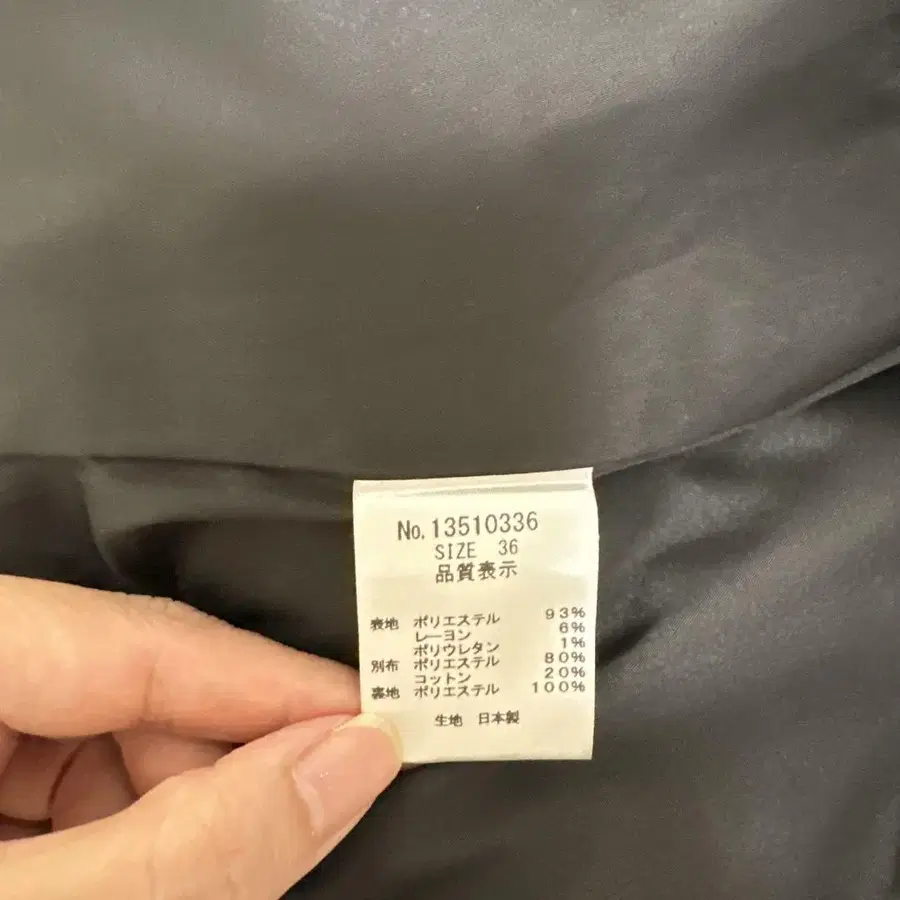 No.13510336
SIZE 36
品質表示
表地 ポリエステル 93%
レーヨン 6%
ポリウレタン 1%
別布 ポリエステル 80%
コットン 20%
裏地 ポリエステル 100%
生地 日本製